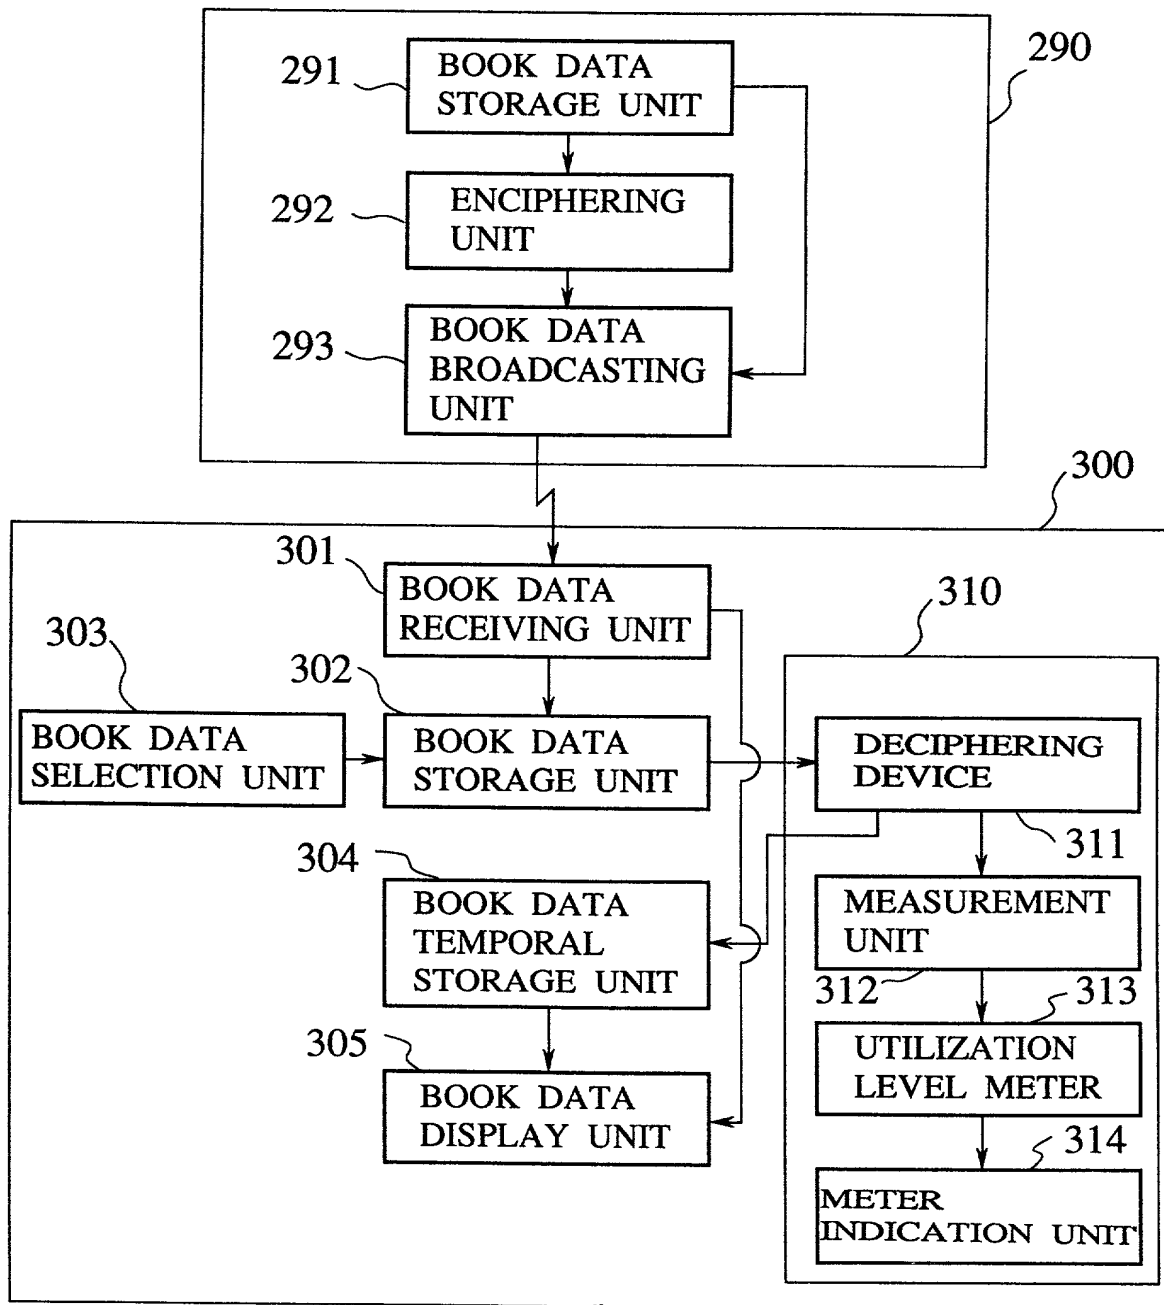 290
291
BOOK DATA
STORAGE UNIT
292
ENCIPHERING
UNIT
293
BOOK DATA
BROADCASTING
UNIT
300
301
BOOK DATA
RECEIVING UNIT
310
303
302
BOOK DATA
SELECTION UNIT
BOOK DATA
STORAGE UNIT
DECIPHERING
DEVICE
311
304
BOOK DATA
TEMPORAL
STORAGE UNIT
MEASUREMENT
UNIT
312
313
305
UTILIZATION
LEVEL METER
BOOK DATA
DISPLAY UNIT
314
METER
INDICATION UNIT